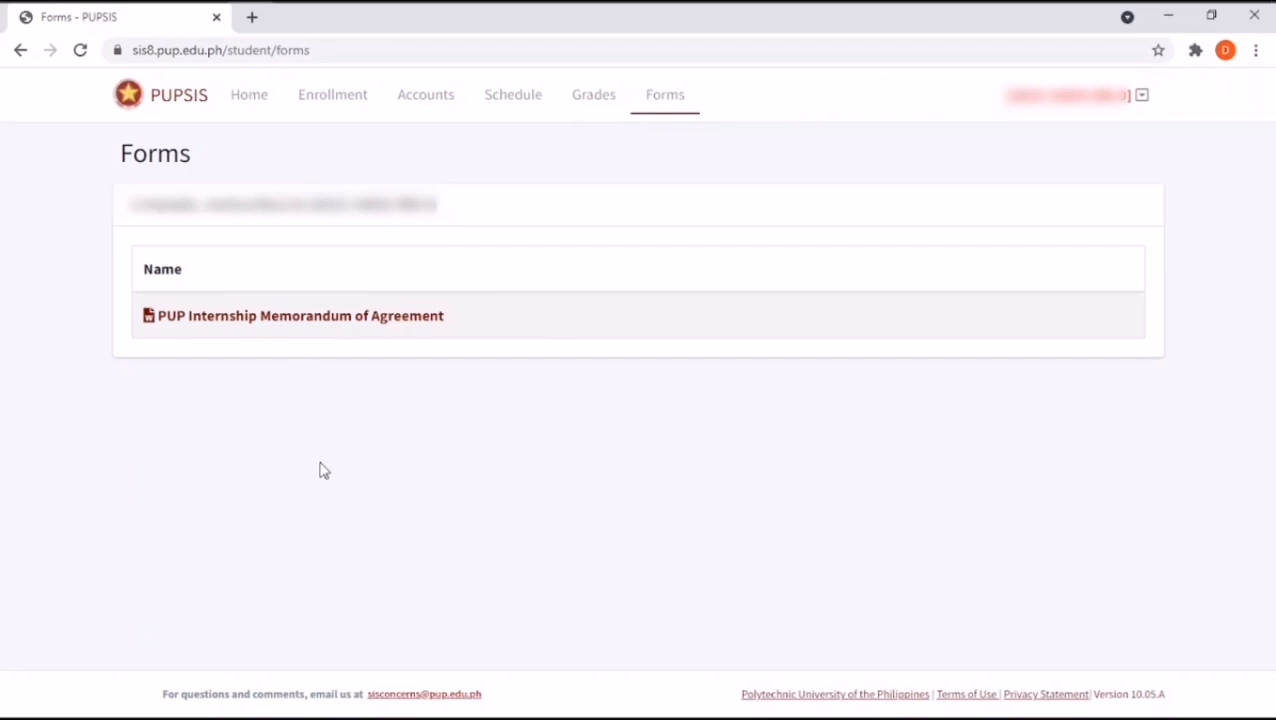 Forms - PUPSIS
sis8.pup.edu.ph/student/forms
D
PUPSIS Home Enrollment Accounts Schedule Grades Forms
Forms
Name
PUP Internship Memorandum of Agreement
For questions and comments, email us at sisconcerns@pup.edu.ph
Polytechnic University of the Philippines | Terms of Use | Privacy Statement| Version 10.05.A